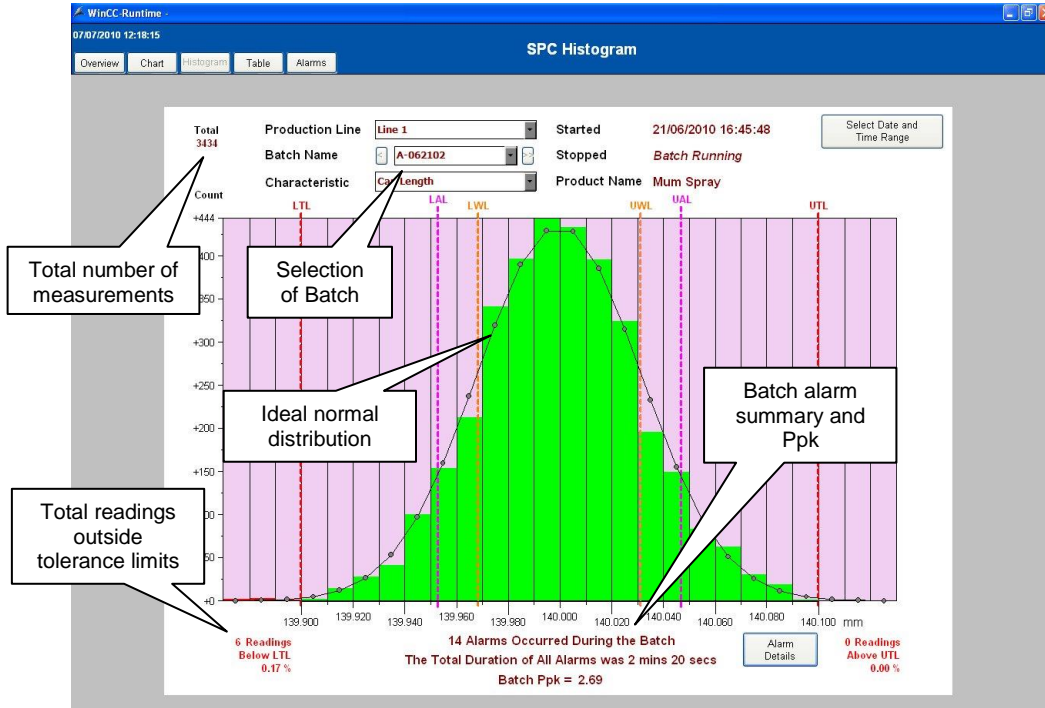 WinCC-Runtime -
07/07/2010 12:18:15
SPC Histogram
Overview Chart Histogram Table Alarms
Total
3434
Production Line Line 1
Started 21/06/2010 16:45:48
Select Date and
Time Range
Batch Name < A-062102 >>
Stopped Batch Running
Characteristic Length
Product Name Mum Spray
Count
LTL LAL LWL UWL UAL UTL
+444
400
350
+300
+250
+200
+150
50
+0
139.900 139.920 139.940 139.960 139.980 140.000 140.020 140.040 140.060 140.080 140.100 mm
Total number of
measurements
Selection
of Batch
Ideal normal
distribution
Batch alarm
summary and
Ppk
Total readings
outside
tolerance limits
6 Readings
Below LTL
0.17 %
14 Alarms Occurred During the Batch
The Total Duration of All Alarms was 2 mins 20 secs
Batch Ppk = 2.69
Alarm
Details
0 Readings
Above UTL
0.00 %